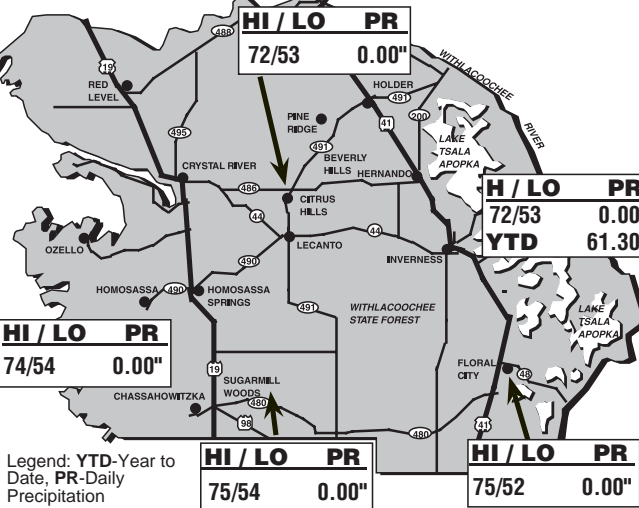 HI / LO PR
72/53 0.00"
488
19
RED
LEVEL
WITHLACOOCHEE
RIVER
HOLDER
491
41
200
PINE
RIDGE
495
491
LAKE
TSALA
APOPKA
BEVERLY
HILLS
HERNANDO
CRYSTAL RIVER
486
CITRUS
HILLS
H / LO PR
72/53 0.00
YTD 61.30
44
44
LECANTO
OZELLO
INVERNESS
490
HOMOSASSA
490
HOMOSASSA
SPRINGS
491
WITHLACOOCHEE
STATE FOREST
LAKE
TSALA
APOPKA
HI / LO PR
74/54 0.00"
19
FLORAL
CITY
48
SUGARMILL
WOODS
CHASSAHOWITZKA
480
98
41
480
HI / LO PR
75/54 0.00"
HI / LO PR
75/52 0.00"
Legend: YTD-Year to
Date, PR-Daily
Precipitation